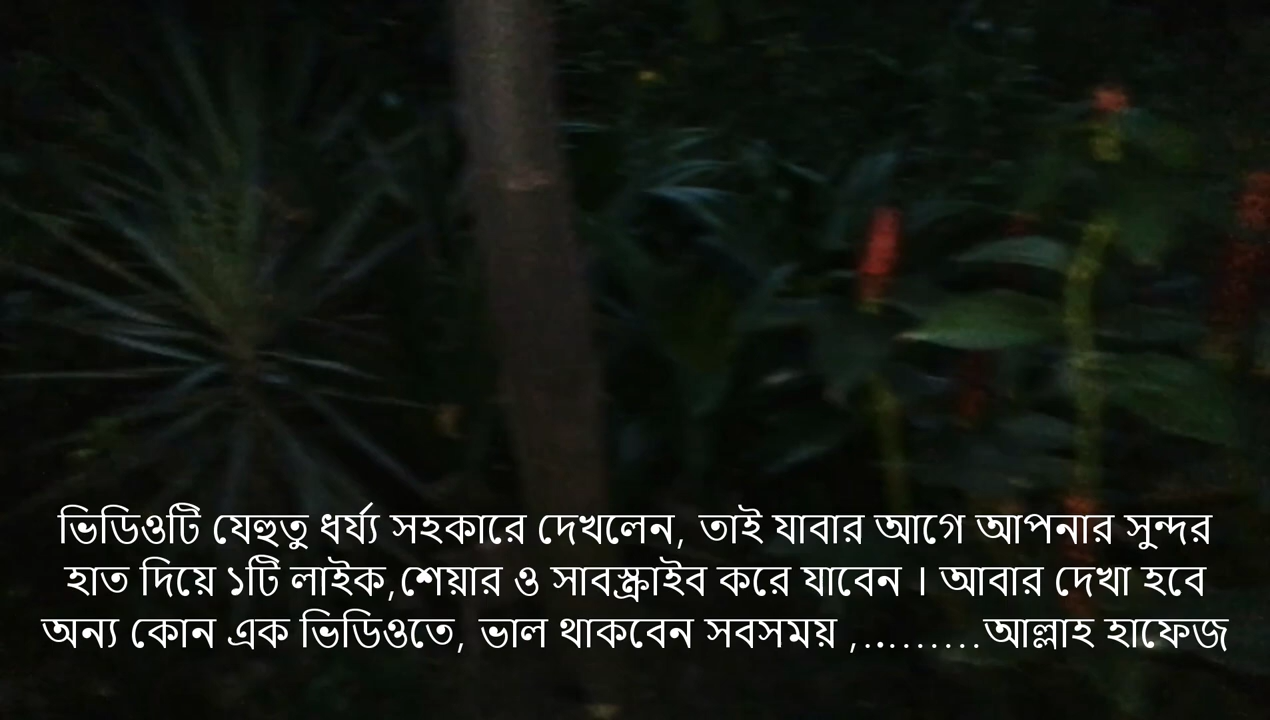 ভিডিওটি যেহুতু ধর্য্য সহকারে দেখলেন, তাই যাবার আগে আপনার সুন্দর
হাত দিয়ে ১টি লাইক,শেয়ার ও সাবস্ক্রাইব করে যাবেন । আবার দেখা হবে
অন্য কোন এক ভিডিওতে, ভাল থাকবেন সবসময় ,.........আল্লাহ হাফেজ